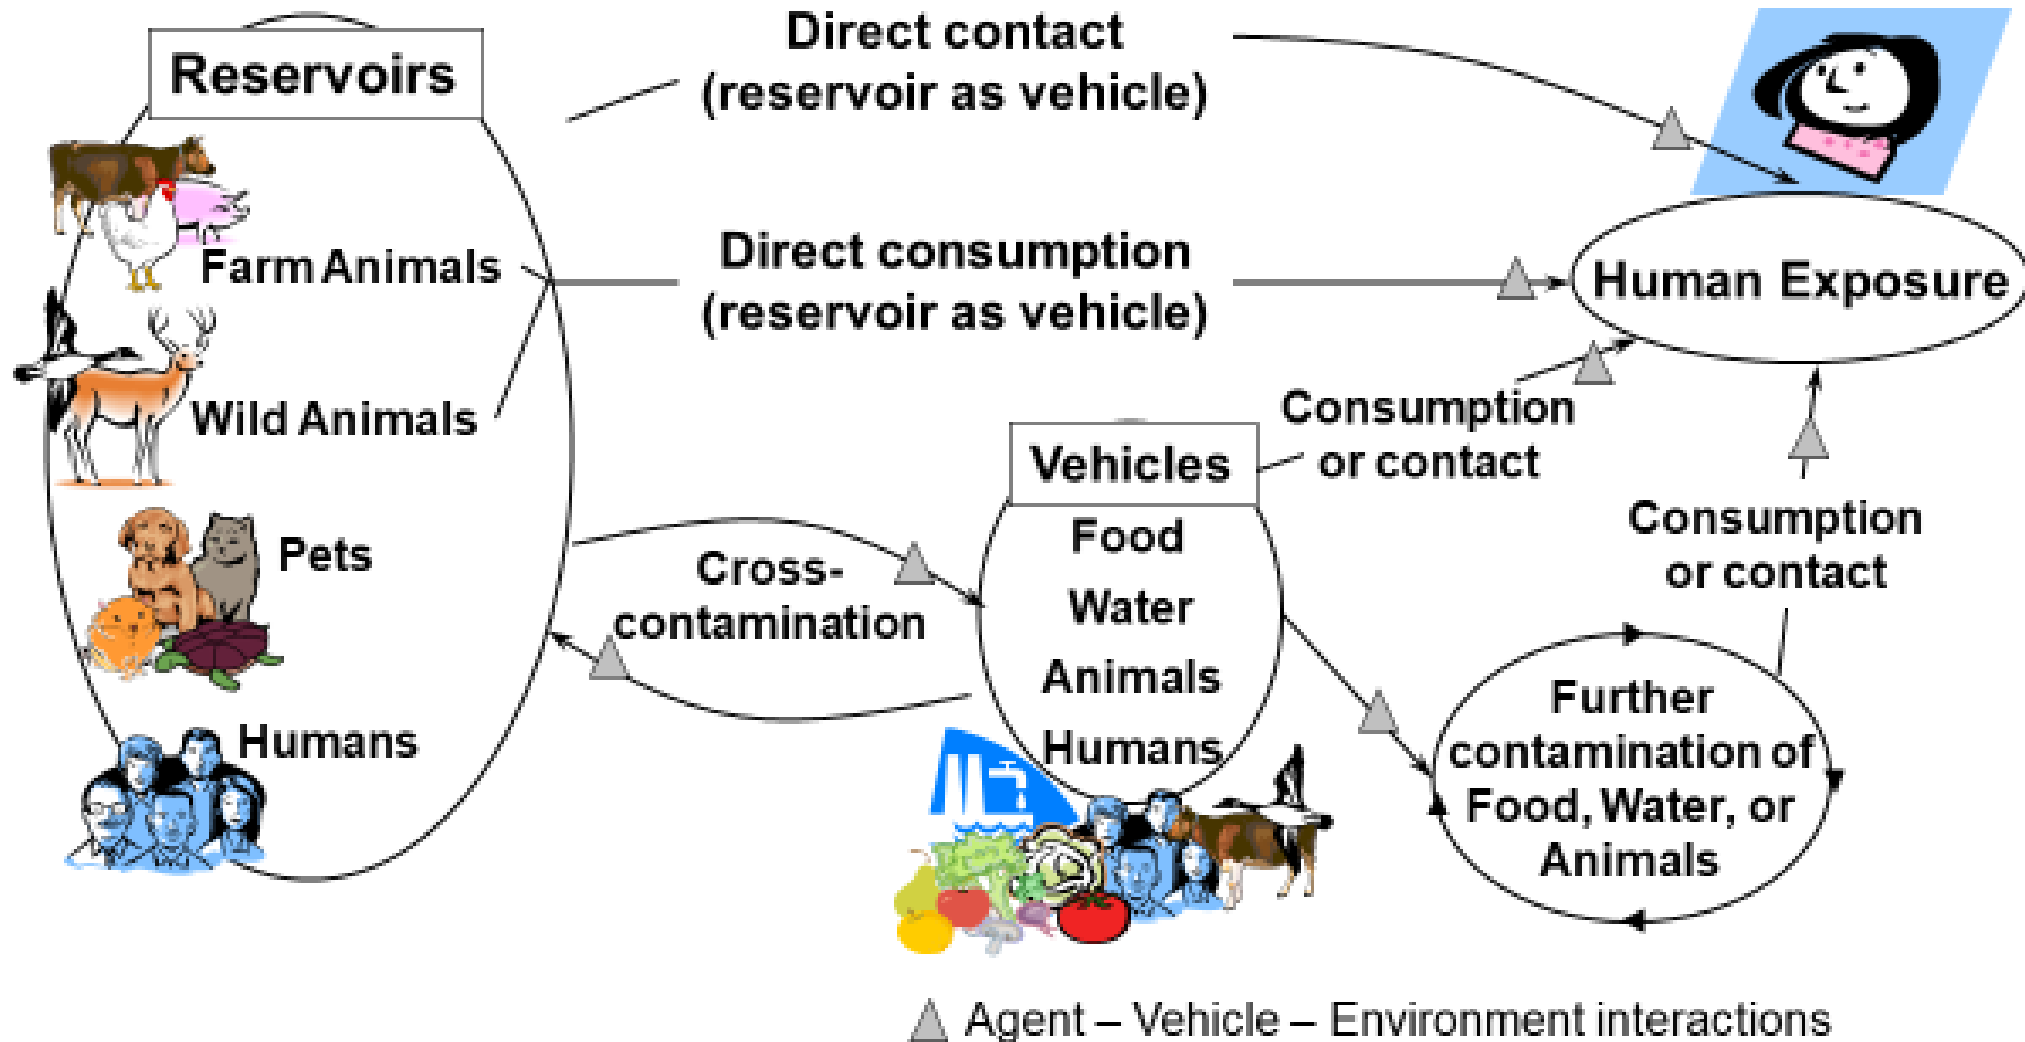 Reservoirs
Farm Animals
Wild Animals
Pets
Humans
Direct contact
(reservoir as vehicle)
Direct consumption
(reservoir as vehicle)
Human Exposure
Cross-
contamination
Vehicles
Food
Water
Animals
Humans
Consumption
or contact
Consumption
or contact
Further
contamination of
Food, Water, or
Animals
Agent – Vehicle – Environment interactions